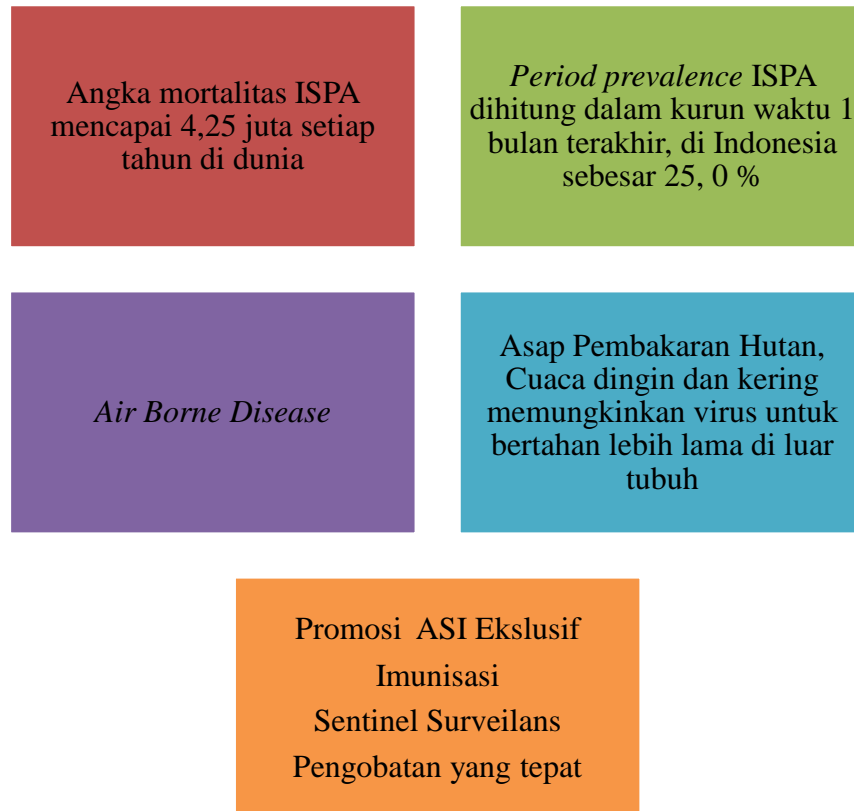 Angka mortalitas ISPA
mencapai 4,25 juta setiap
tahun di dunia
Period prevalence ISPA
dihitung dalam kurun waktu 1
bulan terakhir, di Indonesia
sebesar 25, 0 %
Air Borne Disease
Asap Pembakaran Hutan,
Cuaca dingin dan kering
memungkinkan virus untuk
bertahan lebih lama di luar
tubuh
Promosi ASI Ekslusif
Imunisasi
Sentinel Surveilans
Pengobatan yang tepat